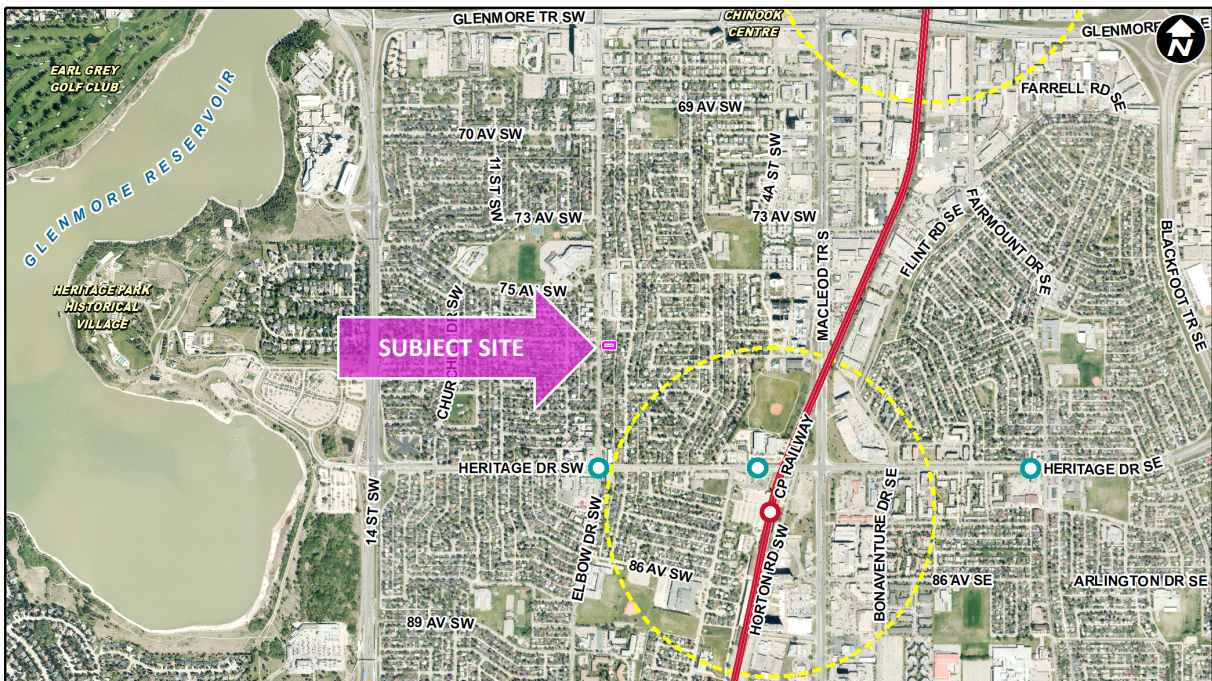 GLENMORE TR SW
CHINOOK
CENTRE
GLENMORE
E
N
EARL GREY
GOLF CLUB
GLENMORE RESERVOIR
FARRELL RD SE
69 AV SW
70 AV SW
4A ST SW
11 ST SW
73 AV SW
73 AV SW
FLINT RD SE
FAIRMOUNT DR SE
BLACKFOOT TR SE
MACLEOD TR S
HERITAGE PARK
HISTORICAL
VILLAGE
75 AV SW
SUBJECT SITE
CHURCHILL DR SW
CP RAILWAY
HERITAGE DR SW
HERITAGE DR SE
14 ST SW
ELBOW DR SW
HORTON RD SW
BONAVENTURE DR SE
86 AV SW
86 AV SE
ARLINGTON DR SE
89 AV SW